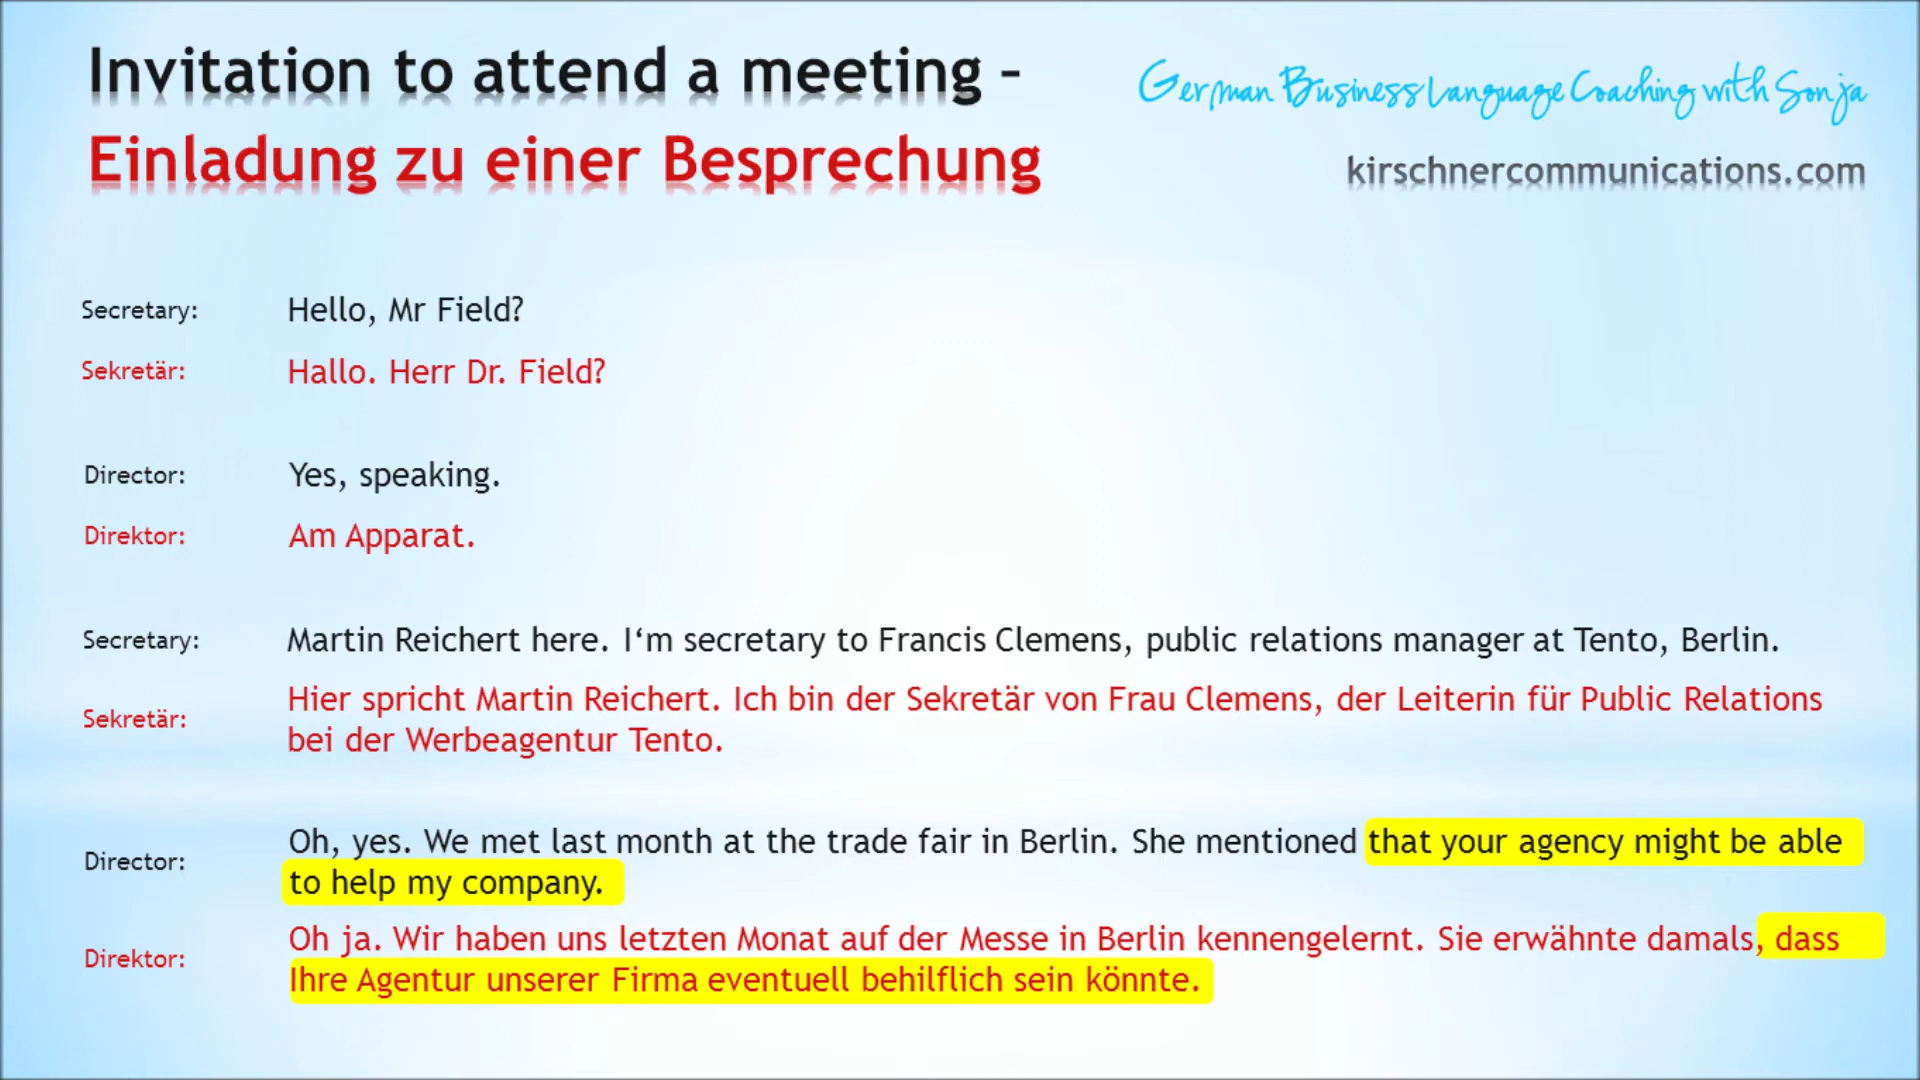 Invitation to attend a meeting –
Einladung zu einer Besprechung
German Business Language Coaching with Sonja
kirschnercommunications.com
Secretary: Hello, Mr Field?
Sekretär: Hallo. Herr Dr. Field?
Director: Yes, speaking.
Direktor: Am Apparat.
Secretary: Martin Reichert here. I‘m secretary to Francis Clemens, public relations manager at Tento, Berlin.
Sekretär: Hier spricht Martin Reichert. Ich bin der Sekretär von Frau Clemens, der Leiterin für Public Relations
bei der Werbeagentur Tento.
Director: Oh, yes. We met last month at the trade fair in Berlin. She mentioned that your agency might be able
to help my company.
Direktor: Oh ja. Wir haben uns letzten Monat auf der Messe in Berlin kennengelernt. Sie erwähnte damals, dass
Ihre Agentur unserer Firma eventuell behilflich sein könnte.